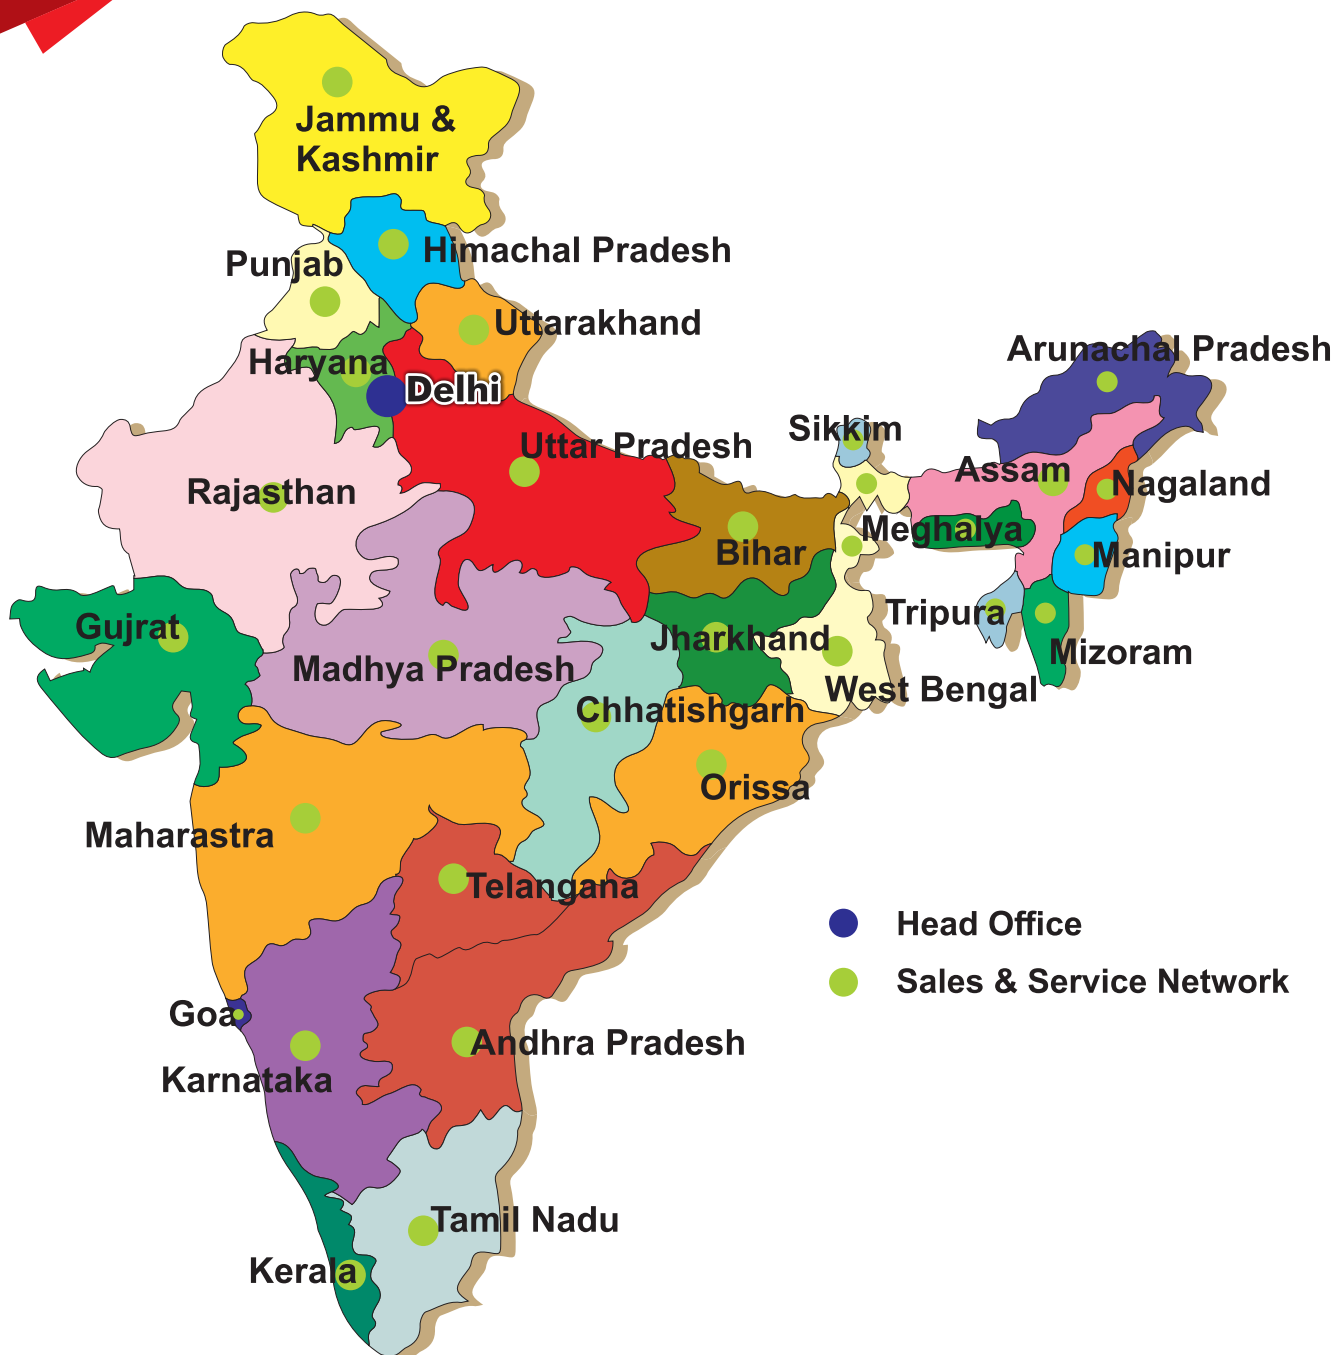 Jammu &
Kashmir
Himachal Pradesh
Punjab
Uttarakhand
Arunachal Pradesh
Haryana
Delhi
Sikkim
Uttar Pradesh
Assam
Nagaland
Rajasthan
Meghalya
Bihar
Manipur
Tripura
Gujrat
Jharkhand
Mizoram
Madhya Pradesh
West Bengal
Chhatishgarh
Orissa
Maharastra
Telangana
Head Office
Sales & Service Network
Goa
Andhra Pradesh
Karnataka
Tamil Nadu
Kerala